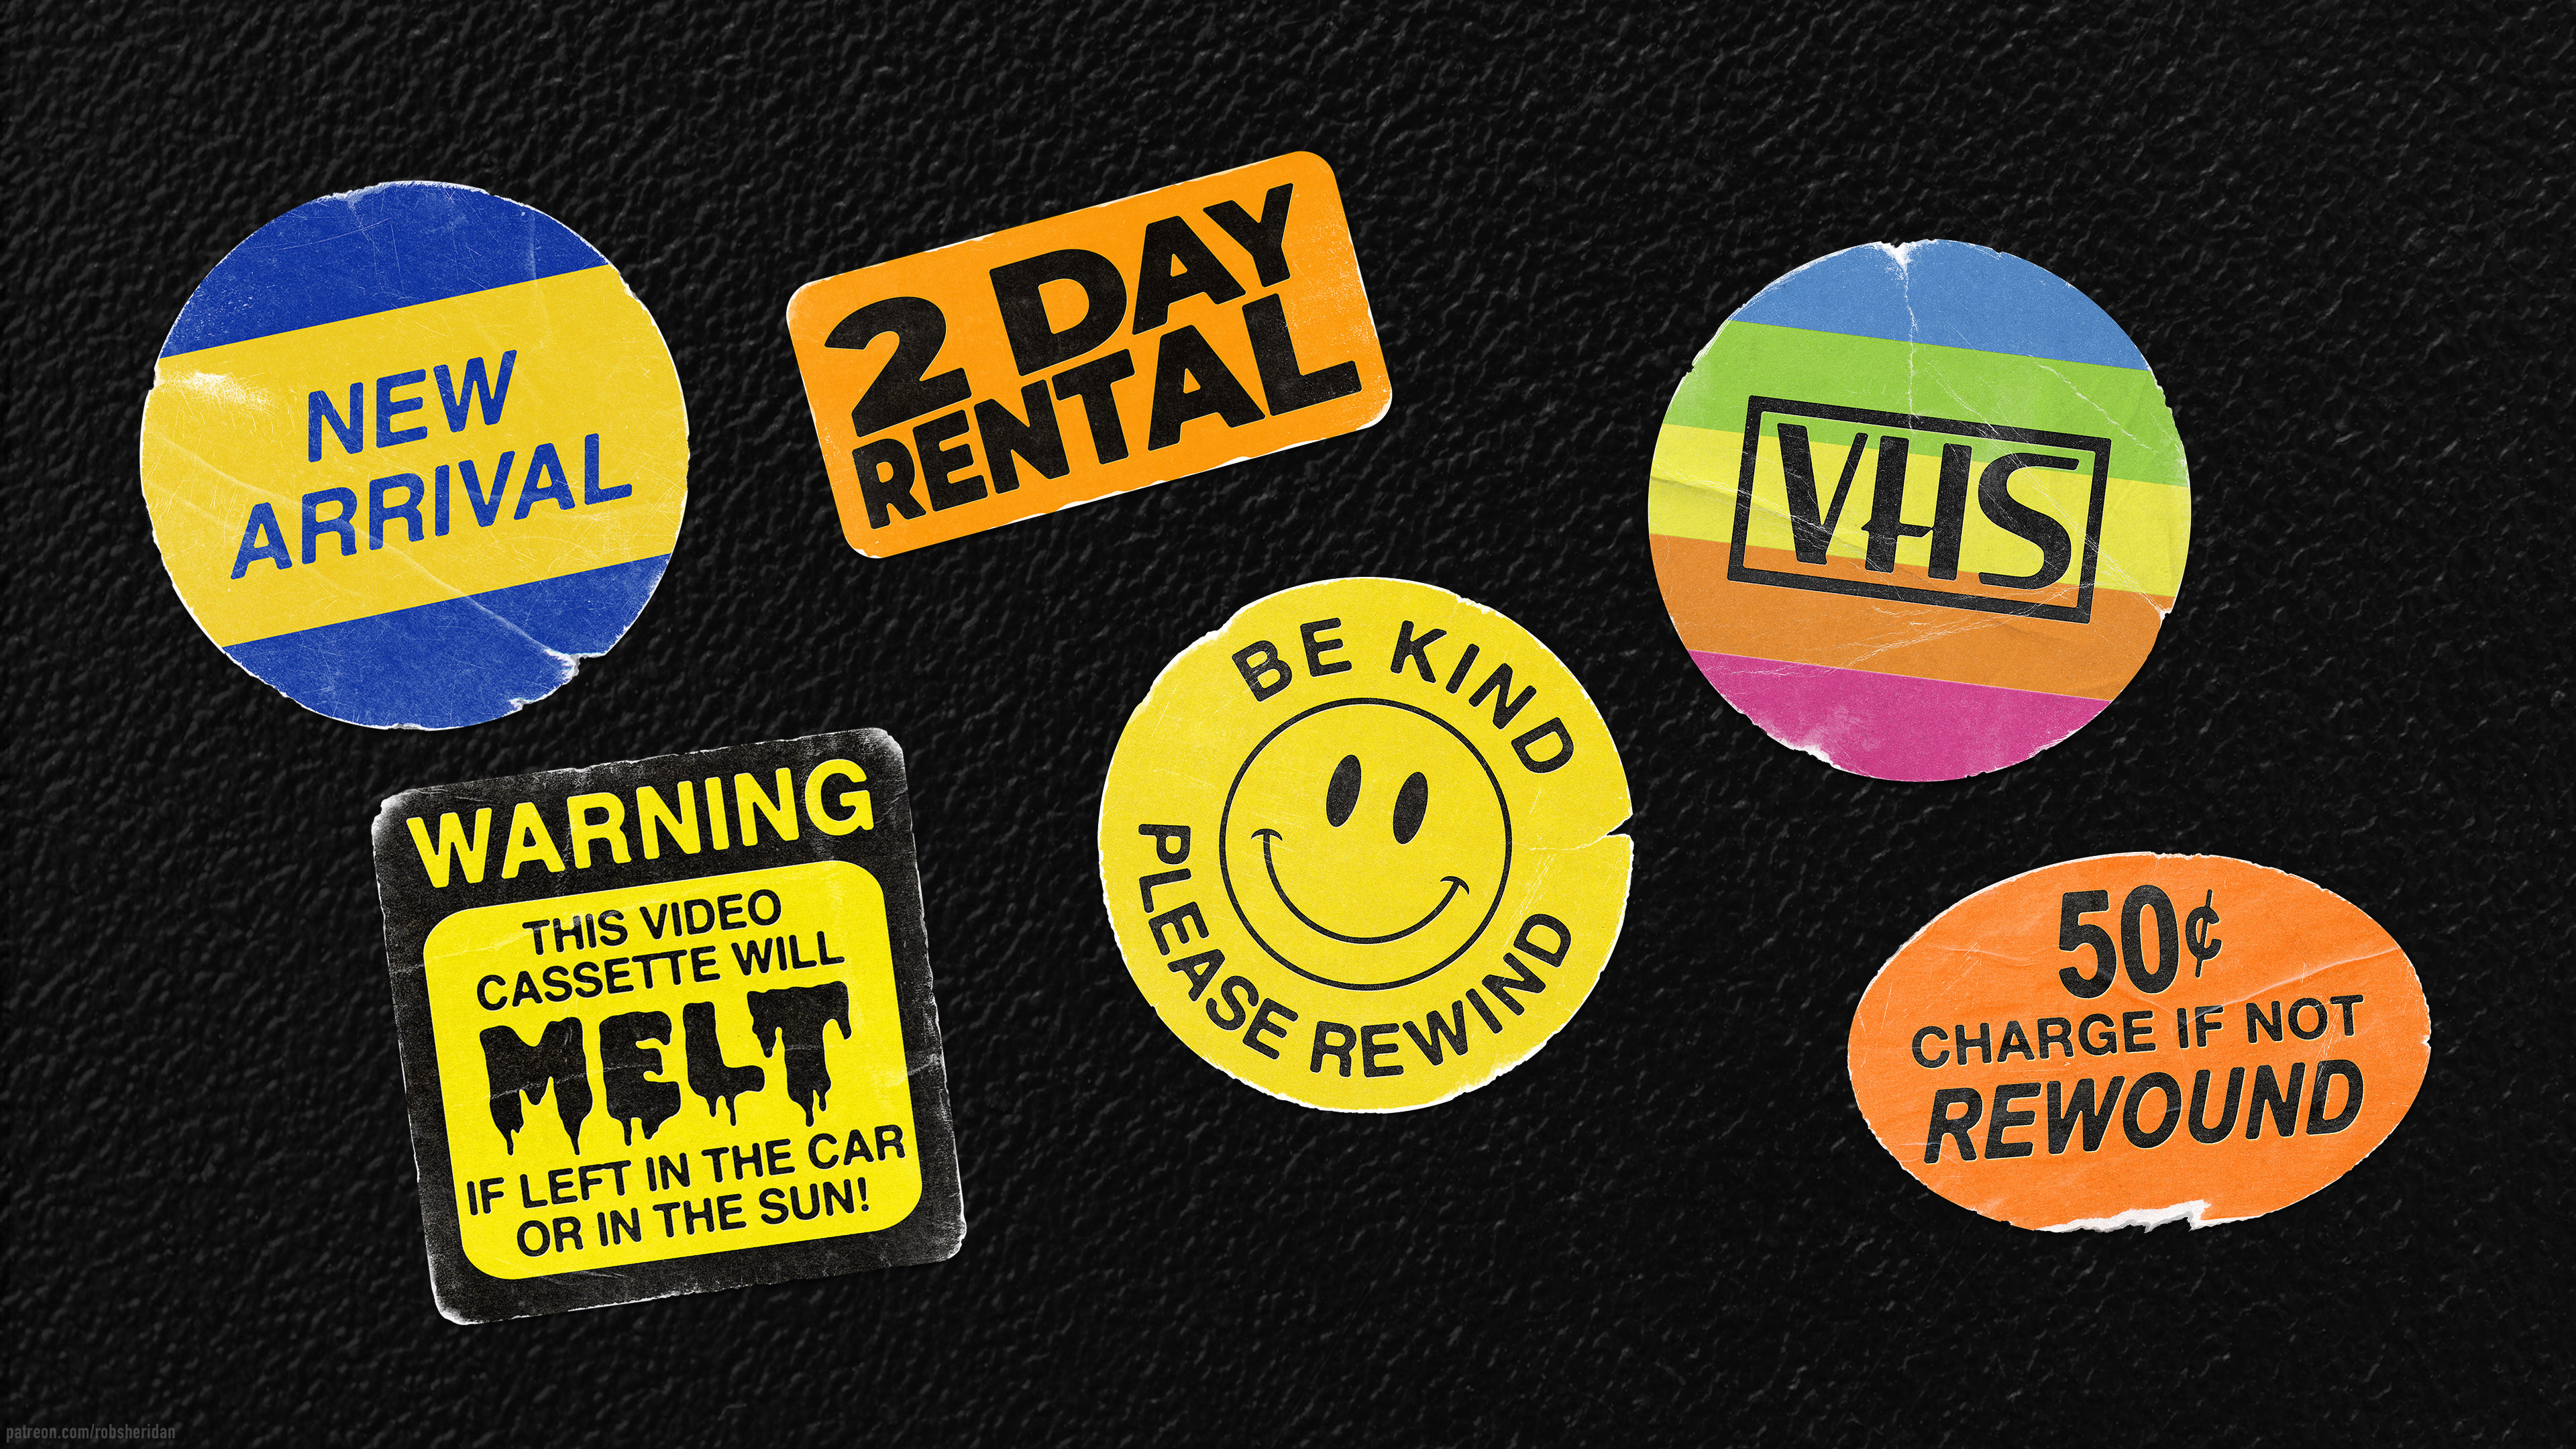 NEW
ARRIVAL
2 DAY
RENTAL
VHS
BE KIND
PLEASE REWIND
WARNING
THIS VIDEO
CASSETTE WILL
MELT
IF LEFT IN THE CAR
OR IN THE SUN!
50¢
CHARGE IF NOT
REWOUND
patreon.com/robsheridan